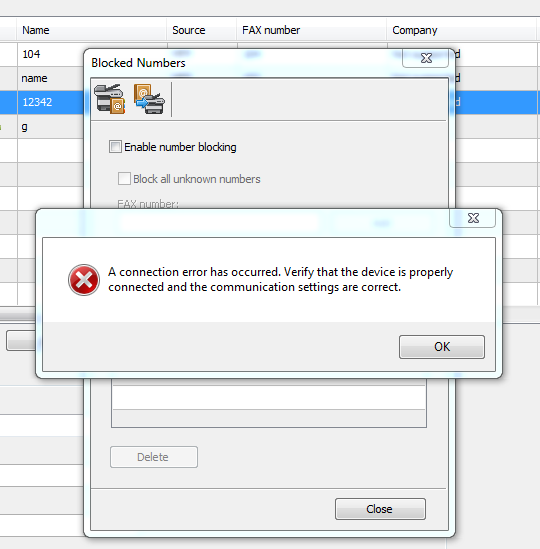 Name Source FAX number Company
104
name
12342
g
Blocked Numbers
Enable number blocking
Block all unknown numbers
FAX number:
A connection error has occurred. Verify that the device is properly
connected and the communication settings are correct.
OK
Delete
Close